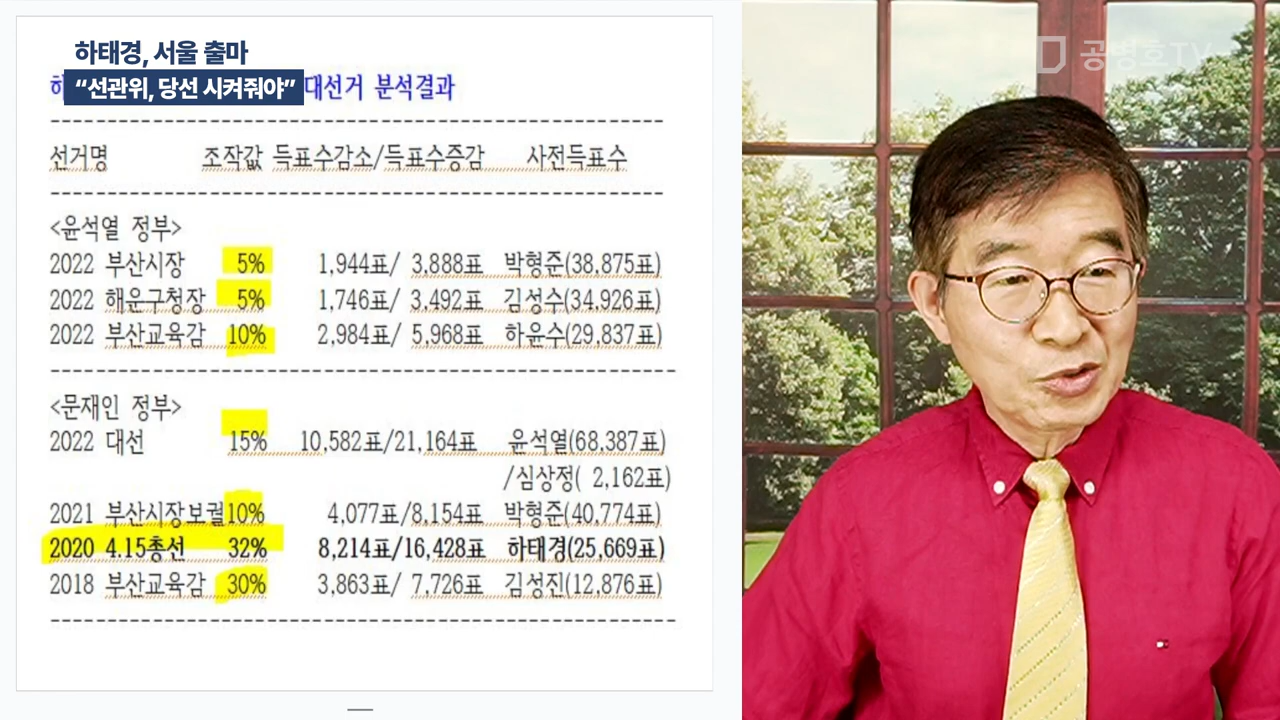 하태경, 서울 출마
“선관위, 당선 시켜줘야”
대선거 분석결과
선거명 조작값 득표수감소/득표수증감 사전득표수
<윤석열 정부>
2022 부산시장 5% 1,944표/ 3,888표 박형준(38,875표)
2022 해운구청장 5% 1,746표/ 3,492표 김성수(34,926표)
2022 부산교육감 10% 2,984표/ 5,968표 하윤수(29,837표)
<문재인 정부>
2022 대선 15% 10,582표/21,164표 윤석열(68,387표)
/심상정( 2,162표)
2021 부산시장보궐10% 4,077표/8,154표 박형준(40,774표)
2020 4.15총선 32% 8,214표/16,428표 하태경(25,669표)
2018 부산교육감 30% 3,863표/ 7,726표 김성진(12,876표)
공병호TV